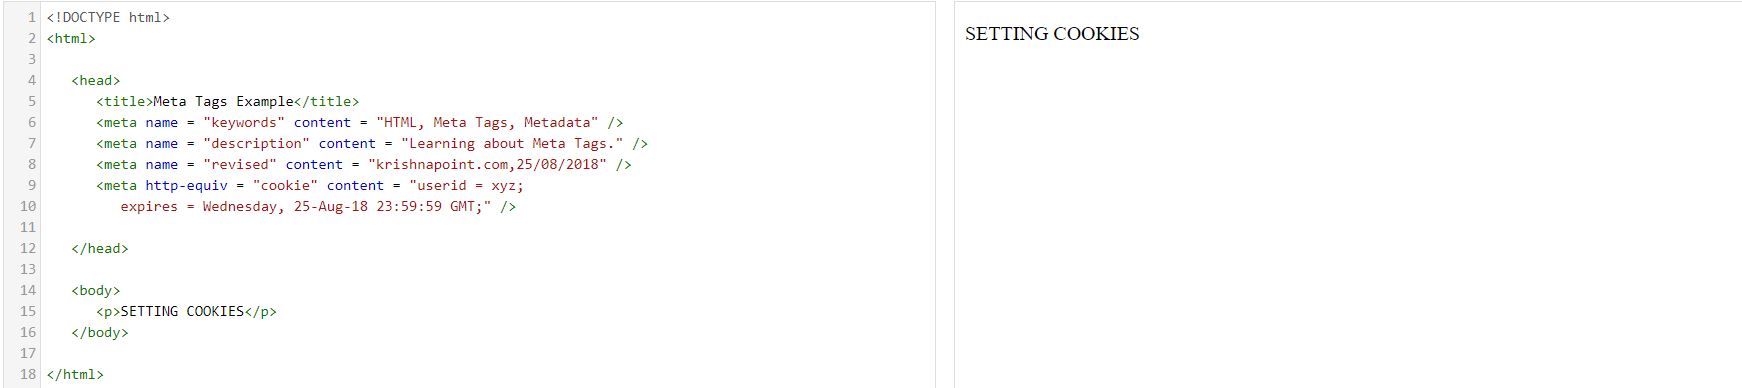 1 <!DOCTYPE html>
2 <html>
3
4 <head>
5 <title>Meta Tags Example</title>
6 <meta name = "keywords" content = "HTML, Meta Tags, Metadata" />
7 <meta name = "description" content = "Learning about Meta Tags." />
8 <meta name = "revised" content = "krishnapoint.com,25/08/2018" />
9 <meta http-equiv = "cookie" content = "userid = xyz;
10 expires = Wednesday, 25-Aug-18 23:59:59 GMT;" />
11
12 </head>
13
14 <body>
15 <p>SETTING COOKIES</p>
16 </body>
17
18 </html>
SETTING COOKIES